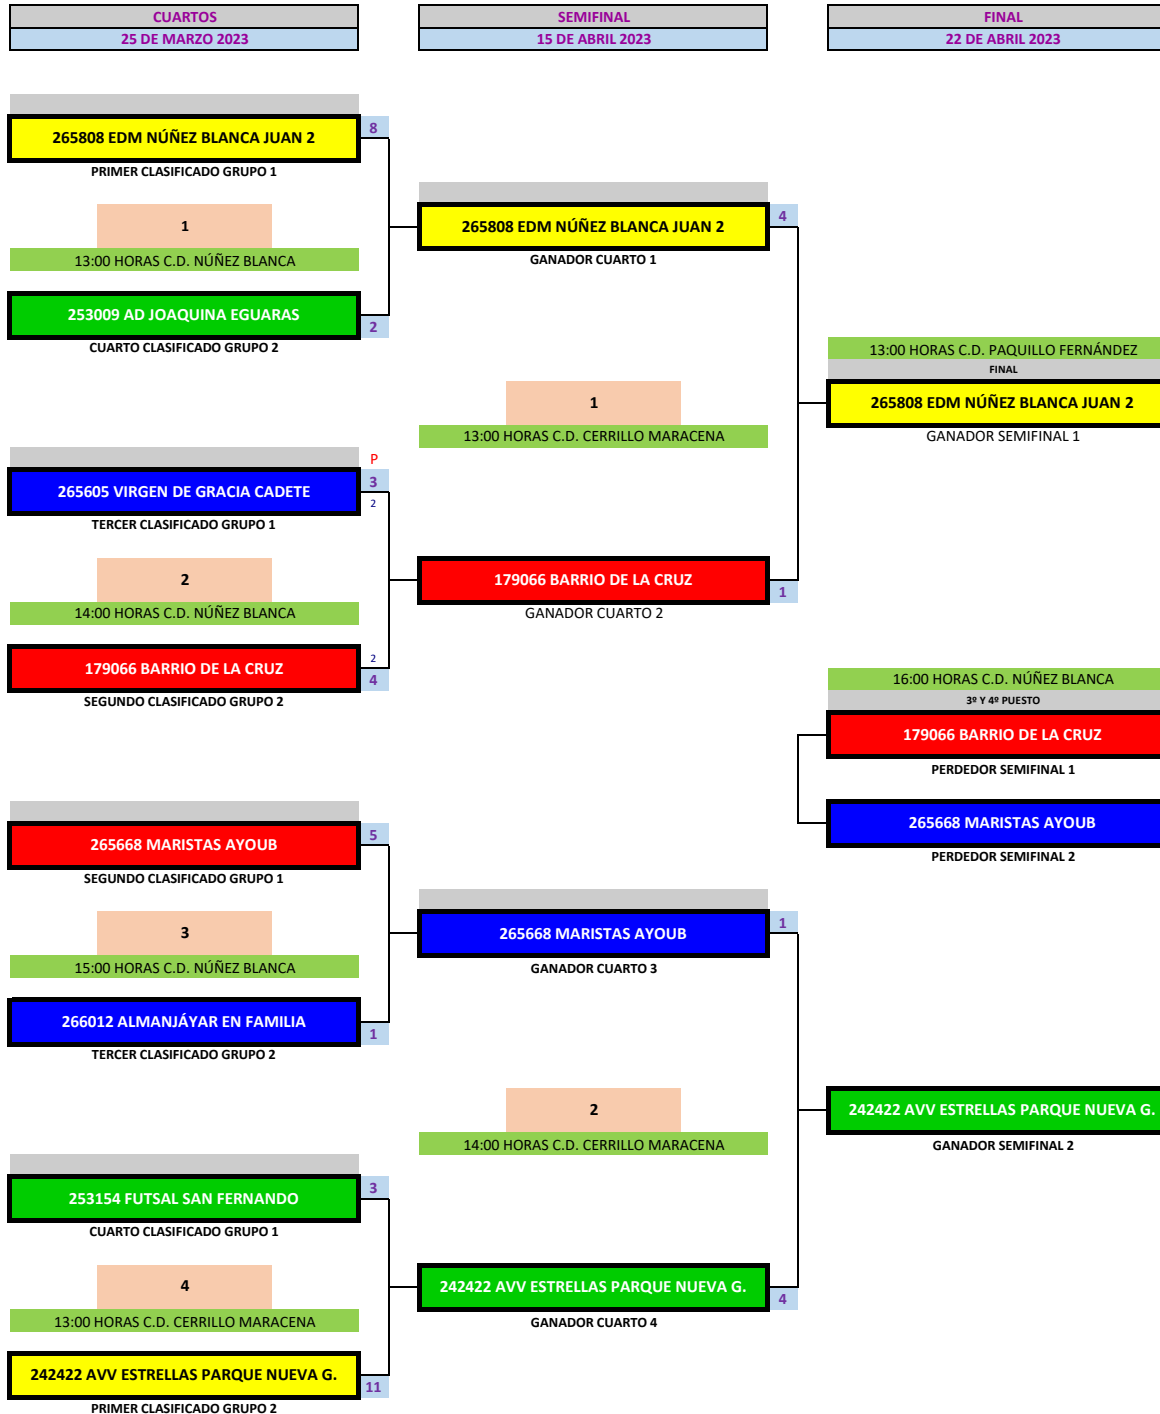 CUARTOS
25 DE MARZO 2023
SEMIFINAL
15 DE ABRIL 2023
FINAL
22 DE ABRIL 2023
8
265808 EDM NÚÑEZ BLANCA JUAN 2
PRIMER CLASIFICADO GRUPO 1
1
13:00 HORAS C.D. NÚÑEZ BLANCA
253009 AD JOAQUINA EGUARAS
2
CUARTO CLASIFICADO GRUPO 2
P
3
265605 VIRGEN DE GRACIA CADETE
2
TERCER CLASIFICADO GRUPO 1
2
14:00 HORAS C.D. NÚÑEZ BLANCA
2
179066 BARRIO DE LA CRUZ
4
SEGUNDO CLASIFICADO GRUPO 2
5
265668 MARISTAS AYOUB
SEGUNDO CLASIFICADO GRUPO 1
3
15:00 HORAS C.D. NÚÑEZ BLANCA
266012 ALMANJÁYAR EN FAMILIA
1
TERCER CLASIFICADO GRUPO 2
3
253154 FUTSAL SAN FERNANDO
CUARTO CLASIFICADO GRUPO 1
4
13:00 HORAS C.D. CERRILLO MARACENA
242422 AVV ESTRELLAS PARQUE NUEVA G.
11
PRIMER CLASIFICADO GRUPO 2
4
265808 EDM NÚÑEZ BLANCA JUAN 2
GANADOR CUARTO 1
1
13:00 HORAS C.D. CERRILLO MARACENA
179066 BARRIO DE LA CRUZ
1
GANADOR CUARTO 2
1
265668 MARISTAS AYOUB
GANADOR CUARTO 3
2
14:00 HORAS C.D. CERRILLO MARACENA
242422 AVV ESTRELLAS PARQUE NUEVA G.
4
GANADOR CUARTO 4
13:00 HORAS C.D. PAQUILLO FERNÁNDEZ
FINAL
265808 EDM NÚÑEZ BLANCA JUAN 2
GANADOR SEMIFINAL 1
16:00 HORAS C.D. NÚÑEZ BLANCA
3º Y 4º PUESTO
179066 BARRIO DE LA CRUZ
PERDEDOR SEMIFINAL 1
265668 MARISTAS AYOUB
PERDEDOR SEMIFINAL 2
242422 AVV ESTRELLAS PARQUE NUEVA G.
GANADOR SEMIFINAL 2